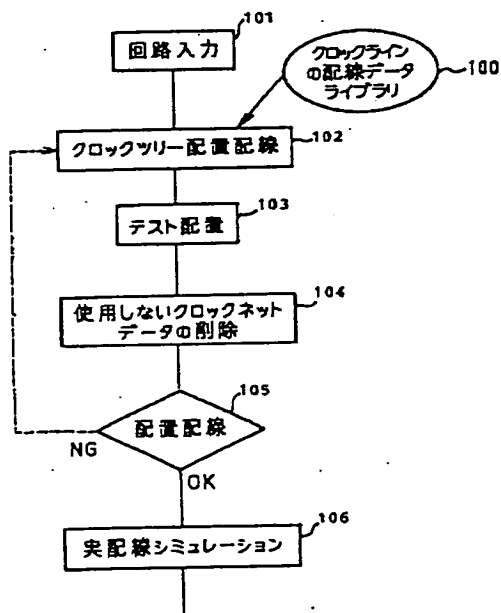 101
回路入力
クロックライン
の配線データ
ライブラリ
100
クロックツリー配置配線
102
テスト配置
103
使用しないクロックネット
データの削除
104
配置配線
105
NG
OK
実配線シミュレーション
106